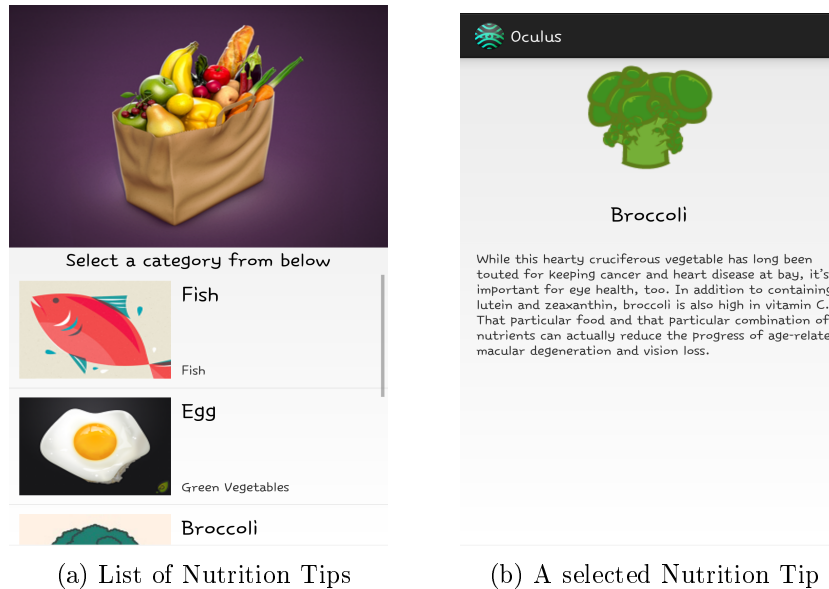 Select a category from below
Fish
Fish
Egg
Green Vegetables
Broccoli
(a) List of Nutrition Tips
Oculus
Broccoli
While this hearty cruciferous vegetable has long been
touted for keeping cancer and heart disease at bay, it's
important for eye health, too. In addition to containing
lutein and zeaxanthin, broccoli is also high in vitamin C.
That particular food and that particular combination of
nutrients can actually reduce the progress of age-relate
macular degeneration and vision loss.
(b) A selected Nutrition Tip